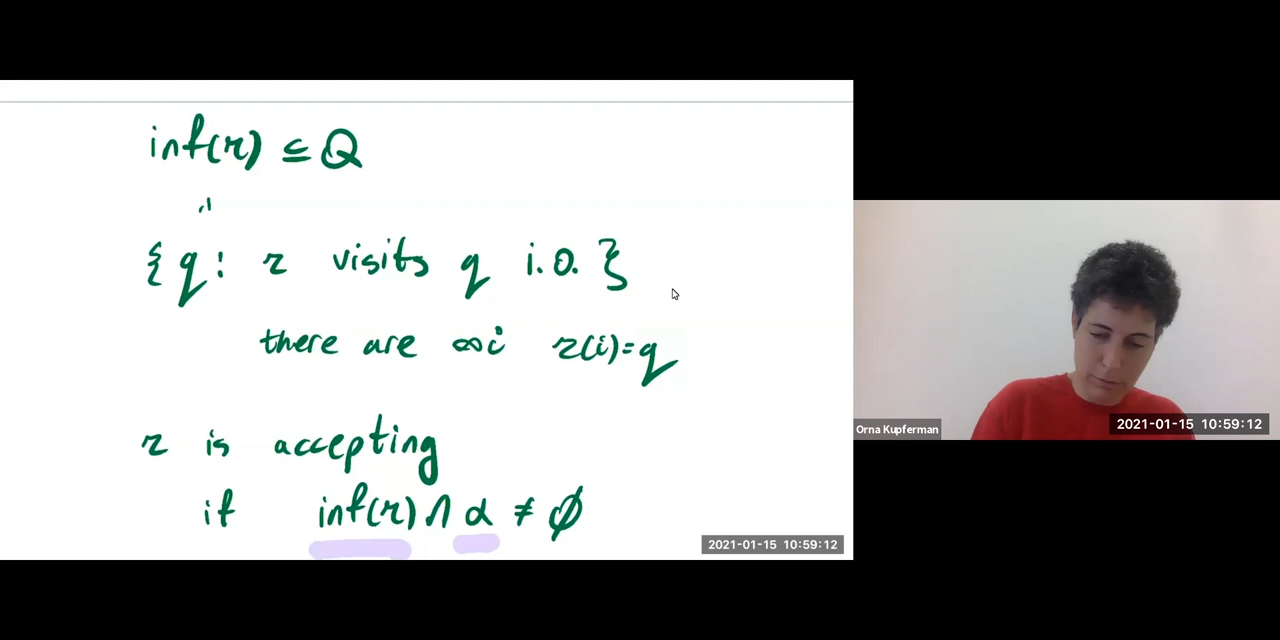 inf(r) ⊆ Q
"
{q: r visits q i.o.}
there are ∞ i r(i)=q
r is accepting
if inf(r) ∩ α ≠ ∅
2021-01-15 10:59:12
Orna Kupferman
2021-01-15 10:59:12